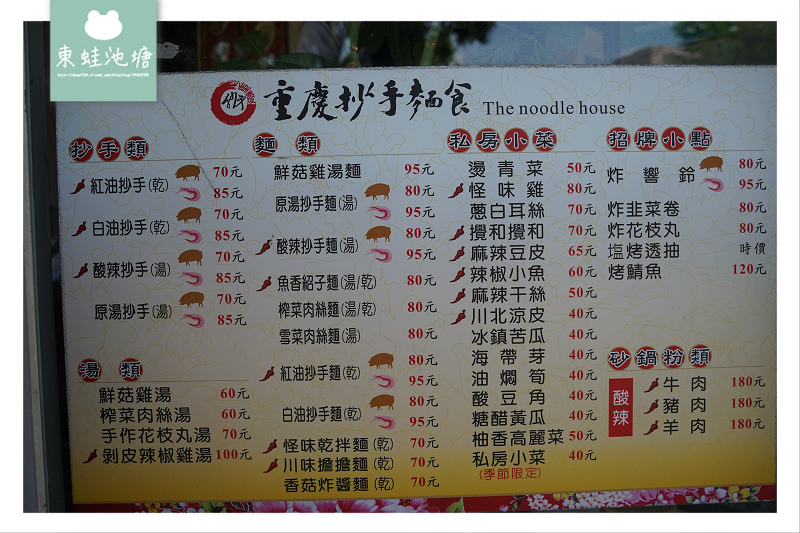 東蛙池塘
重慶抄手麵食 The noodle house
抄手類
紅油抄手(乾) 70元
85元
白油抄手(乾) 70元
85元
酸辣抄手(湯) 70元
85元
原湯抄手(湯) 70元
85元
湯類
鮮菇雞湯 60元
榨菜肉絲湯 60元
手作花枝丸湯 70元
剝皮辣椒雞湯 100元
麵類
鮮菇雞湯麵 95元
原湯抄手麵(湯) 80元
95元
酸辣抄手麵(湯) 80元
95元
魚香紹子麵(湯/乾) 80元
榨菜肉絲麵(湯/乾) 80元
雪菜肉絲麵(湯) 80元
紅油抄手麵(乾) 80元
95元
白油抄手麵(乾) 80元
95元
怪味乾拌麵(乾) 70元
川味擔擔麵(乾) 70元
香菇炸醬麵(乾) 70元
私房小菜
燙青菜 50元
怪味雞 80元
蔥白耳絲 70元
攪和攪和 70元
麻辣豆皮 65元
辣椒小魚 60元
麻辣干絲 50元
川北涼皮 40元
冰鎮苦瓜 40元
海帶芽 40元
油燜筍 40元
酸豆角 40元
糖醋黃瓜 40元
柚香高麗菜 50元
私房小菜 40元
(季節限定)
招牌小點
炸響鈴 80元
95元
炸韭菜卷 80元
炸花枝丸 80元
塩烤透抽 時價
烤鯖魚 120元
砂鍋粉類
酸辣
牛肉 180元
豬肉 180元
羊肉 180元